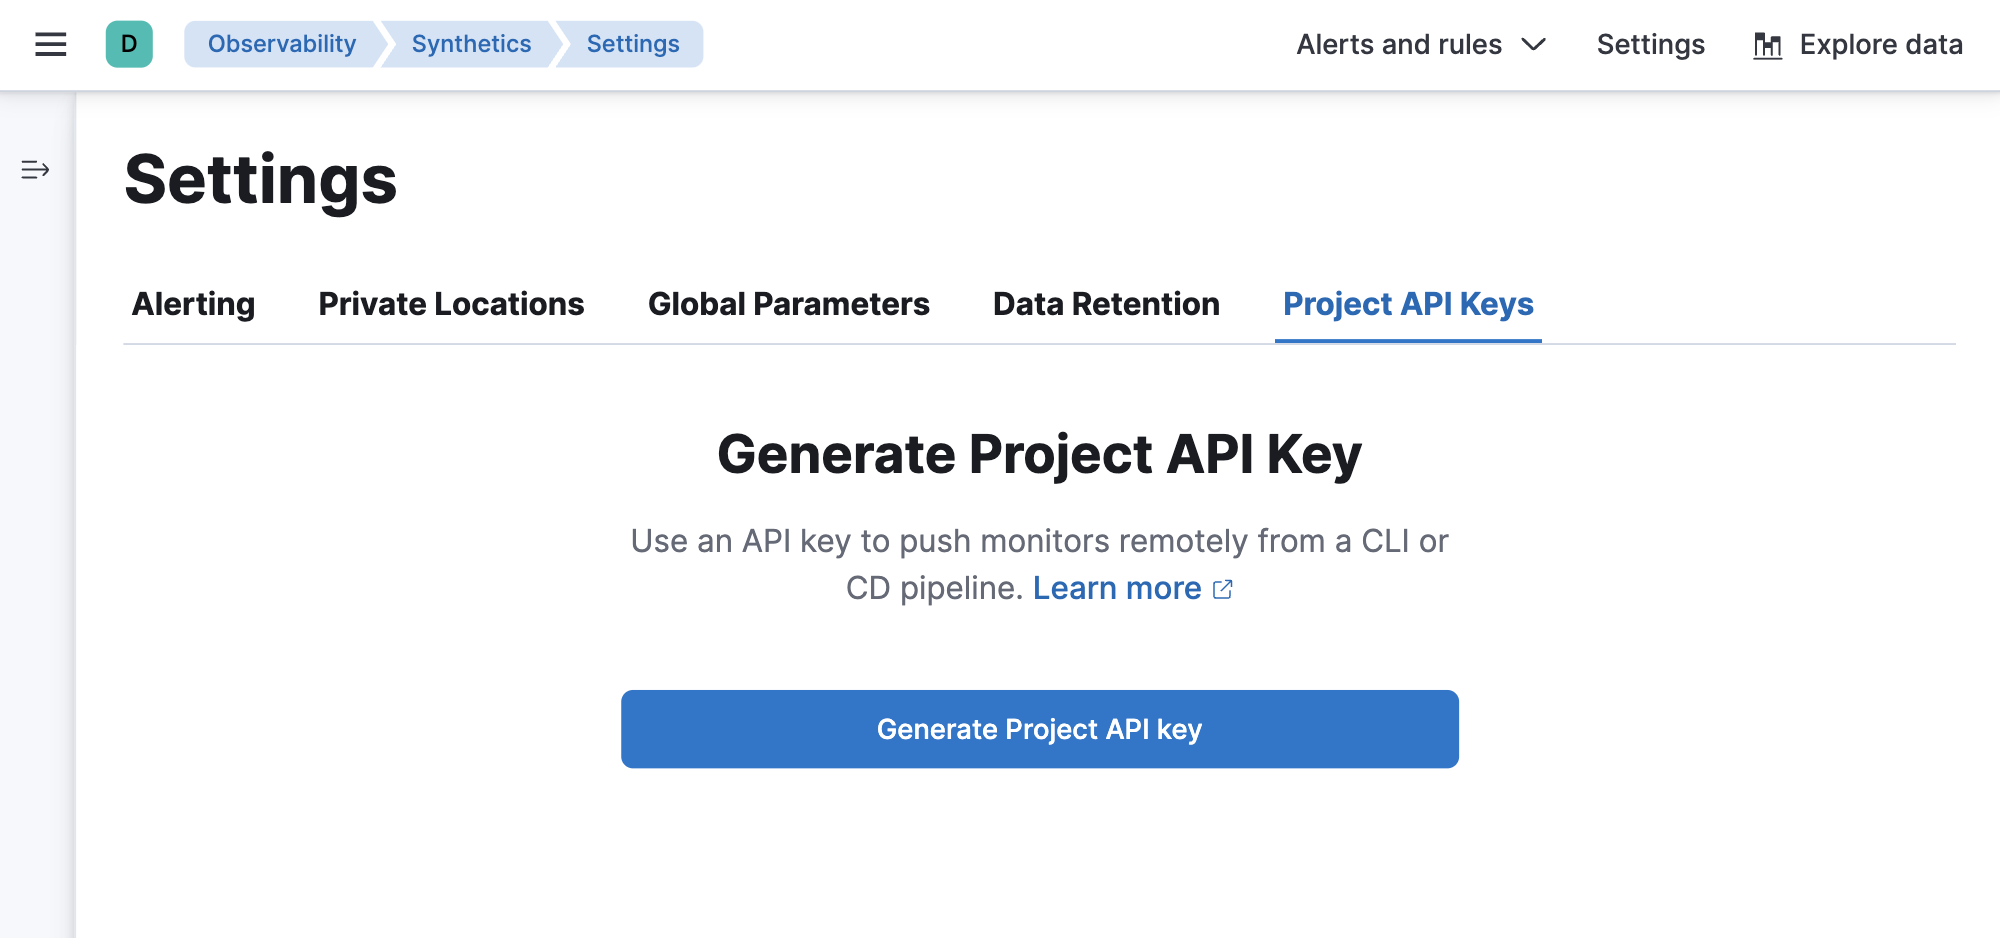 D Observability Synthetics Settings Alerts and rules Settings Explore data
Settings
Alerting Private Locations Global Parameters Data Retention Project API Keys
Generate Project API Key
Use an API key to push monitors remotely from a CLI or
CD pipeline. Learn more
Generate Project API key